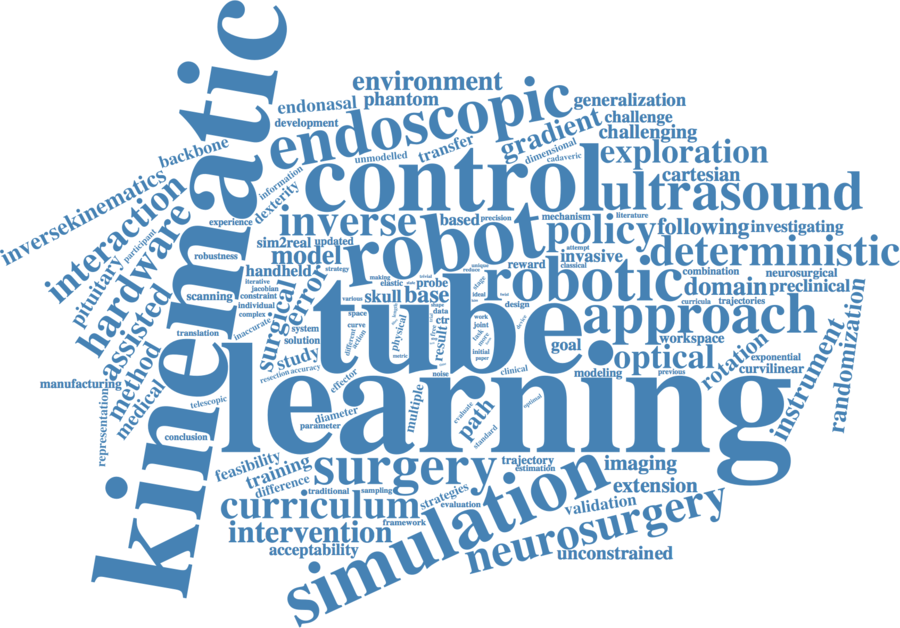 environment
endonasal
phantom
development
endoscopic
generalization
gradient
challenge
challenging
backbone
unmodelled
transfer
dimensional
cadaveric
exploration
cartesian
information
dexterity
control
ultrasound
kinematic
inversekinematics
interaction
participant
pituitary
hardware
experience
inverse
based
precision
mechanism
literature
policy
following
investigating
sim2real
updated
model
robot
attempt
invasive
classical
deterministic
robustness
handheld
strategy
reward
combination
neurosurgical
iterative
jacobian
constraint
scanning
individual
complex
surgical
error
making
elastic
trivial
probe
stage
ideal
robotic
domain
preclinical
skull
base
various
curricula
trajectories
design
device
assisted
translation
inaccurate
system
solution
space
curve
different
action
physical
metric
data
ctr
result
work
joint
task
initial
paper
tube
approach
goal
workspace
optical
rotation
exponential
curvilinear
instrument
randomization
study
resection
accuracy
noise
clinical
modeling
previous
manufacturing
method
medical
representation
telescopic
effector
learning
diameter
parameter
multiple
evaluate
path
standard
optimal
conclusion
feasibility
training
difference
surgery
trajectory
estimation
imaging
extension
traditional
sampling
strategies
evaluation
curriculum
framework
simulation
validation
intervention
acceptability
neurosurgery
unconstrained